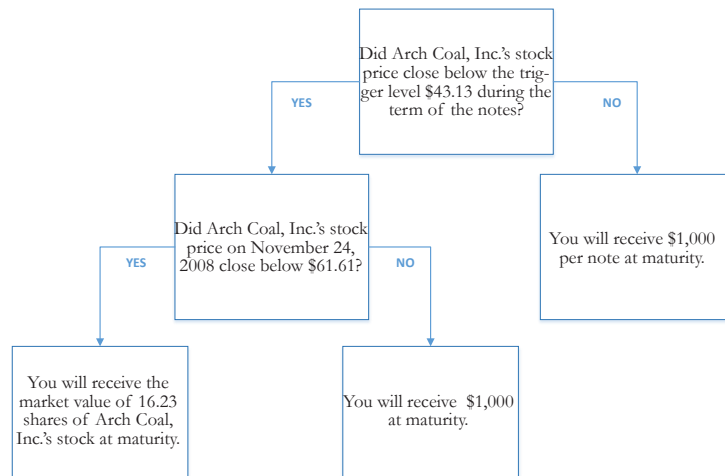 Did Arch Coal, Inc.'s stock
price close below the trig-
ger level $43.13 during the
term of the notes?
YES
NO
Did Arch Coal, Inc.'s stock
price on November 24,
2008 close below $61.61?
You will receive $1,000
per note at maturity.
YES
NO
You will receive the
market value of 16.23
shares of Arch Coal,
Inc.'s stock at maturity.
You will receive $1,000
at maturity.